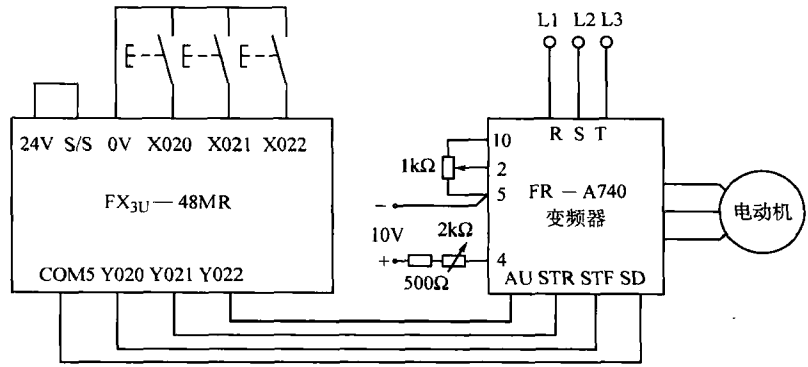 L1 L2 L3
24V S/S 0V X020 X021 X022
FX3U — 48MR
COM5 Y020 Y021 Y022
R S T
10
1kΩ
2
5
FR - A740
变频器
电动机
−
10V
2kΩ
+
500Ω
4
AU STR STF SD